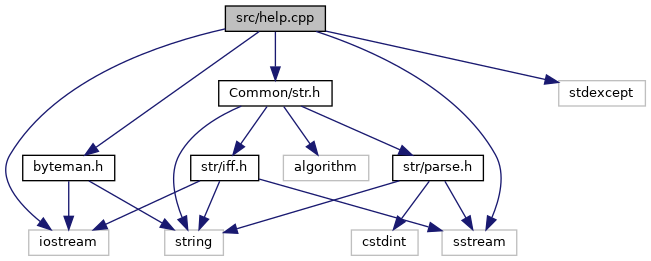 src/help.cpp
Common/str.h
stdexcept
byteman.h
str/iff.h
algorithm
str/parse.h
iostream
string
cstdint
sstream